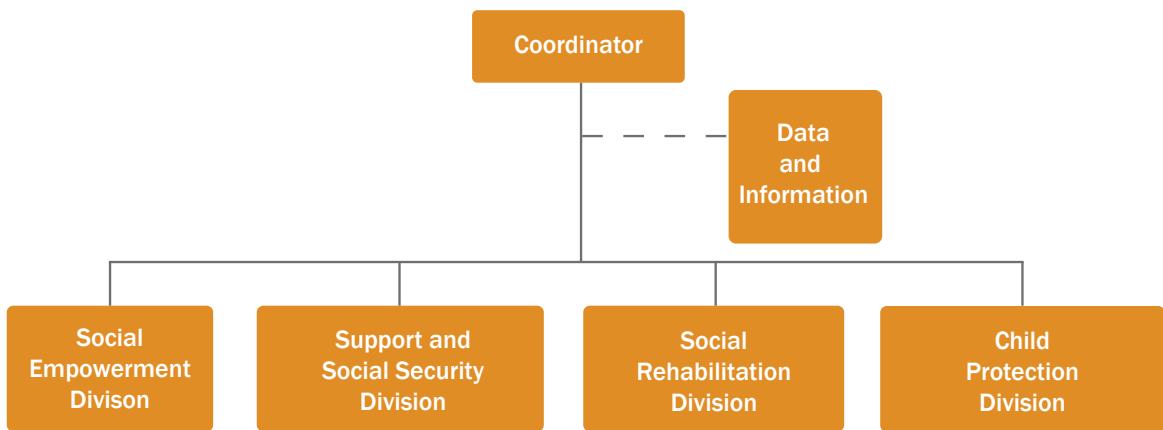 Coordinator
Data
and
Information
Social
Empowerment
Divison
Support and
Social Security
Division
Social
Rehabilitation
Division
Child
Protection
Division